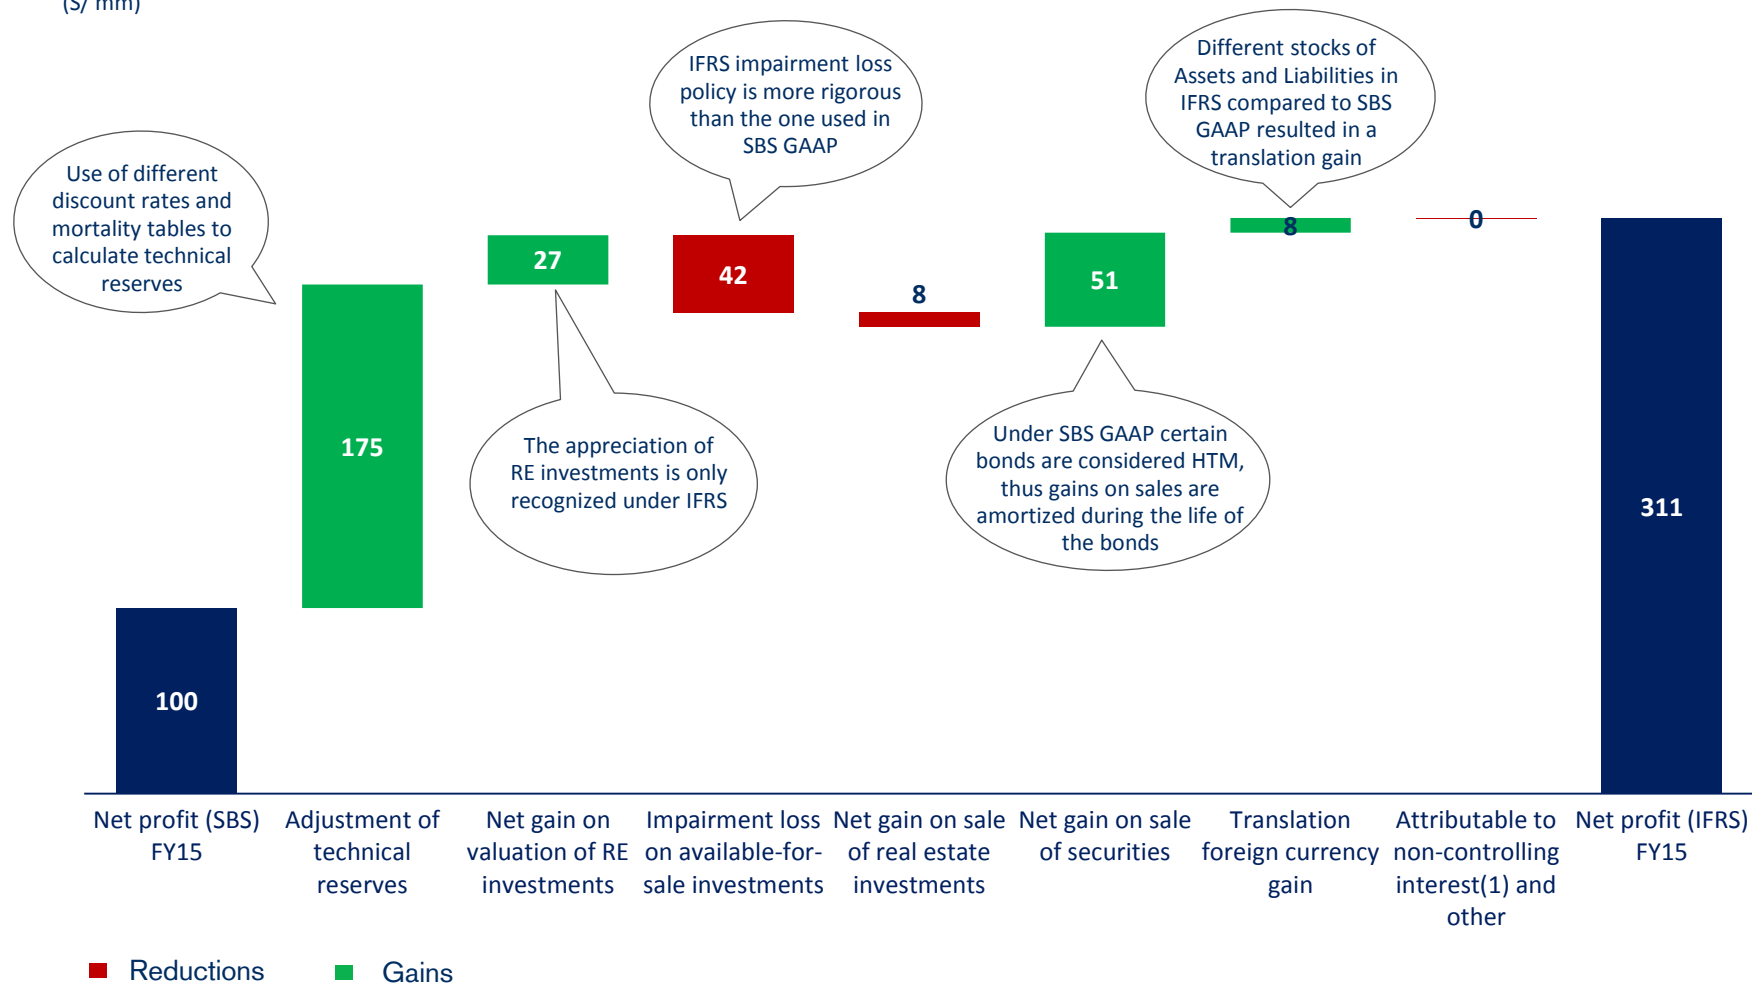 (S/ mm)
Use of different
discount rates and
mortality tables to
calculate technical
reserves
IFRS impairment loss
policy is more rigorous
than the one used in
SBS GAAP
Different stocks of
Assets and Liabilities in
IFRS compared to SBS
GAAP resulted in a
translation gain
The appreciation of
RE investments is only
recognized under IFRS
Under SBS GAAP certain
bonds are considered HTM,
thus gains on sales are
amortized during the life of
the bonds
100
175
27
42
8
51
8
0
311
Net profit (SBS)
FY15
Adjustment of
technical
reserves
Net gain on
valuation of RE
investments
Impairment loss
on available-for-
sale investments
Net gain on sale
of real estate
investments
Net gain on sale
of securities
Translation
foreign currency
gain
Attributable to
non-controlling
interest(1) and
other
Net profit (IFRS)
FY15
Reductions
Gains